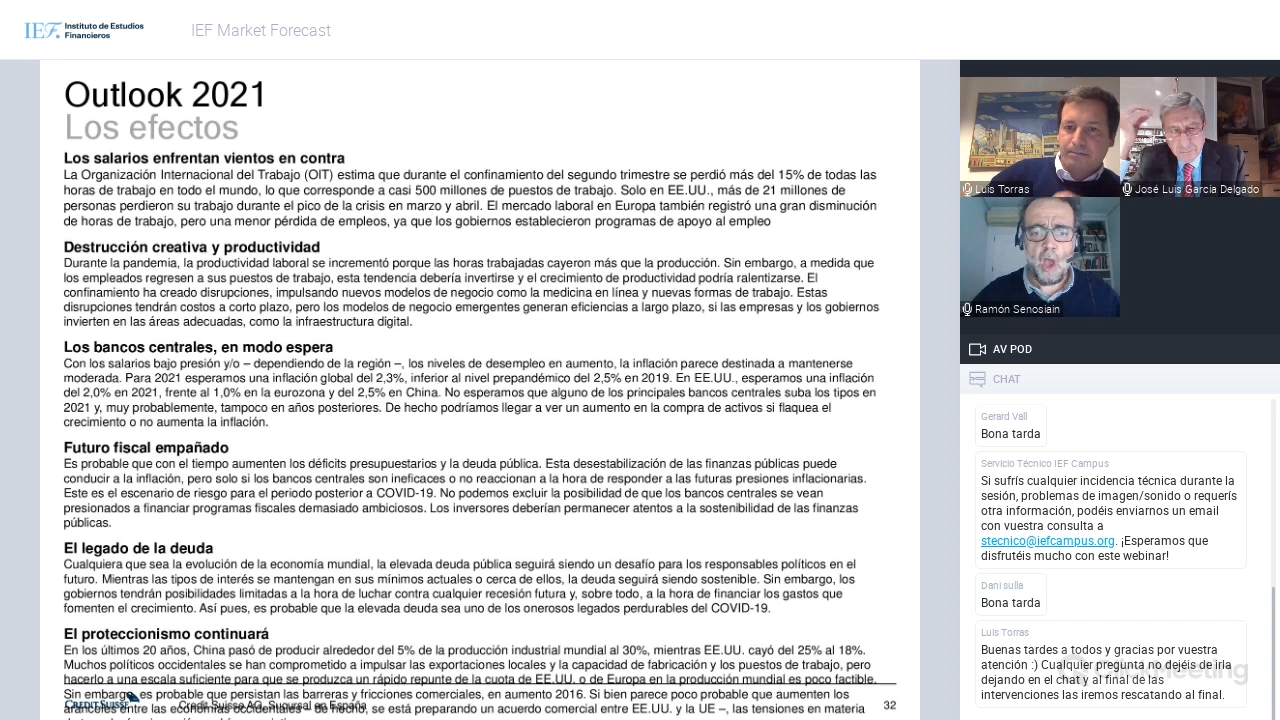 IEF. Instituto de Estudios
Financieros
IEF Market Forecast
Outlook 2021
Los efectos
Los salarios enfrentan vientos en contra
La Organización Internacional del Trabajo (OIT) estima que durante el confinamiento del segundo trimestre se perdió más del 15% de todas las
horas de trabajo en todo el mundo, lo que corresponde a casi 500 millones de puestos de trabajo. Solo en EE.UU., más de 21 millones de
personas perdieron su trabajo durante el pico de la crisis en marzo y abril. El mercado laboral en Europa también registró una gran disminución
de horas de trabajo, pero una menor pérdida de empleos, ya que los gobiernos establecieron programas de apoyo al empleo
Destrucción creativa y productividad
Durante la pandemia, la productividad laboral se incrementó porque las horas trabajadas cayeron más que la producción. Sin embargo, a medida que
los empleados regresen a sus puestos de trabajo, esta tendencia debería invertirse y el crecimiento de productividad podría ralentizarse. El
confinamiento ha creado disrupciones, impulsando nuevos modelos de negocio como la medicina en línea y nuevas formas de trabajo. Estas
disrupciones tendrán costos a corto plazo, pero los modelos de negocio emergentes generan eficiencias a largo plazo, si las empresas y los gobiernos
invierten en las áreas adecuadas, como la infraestructura digital.
Los bancos centrales, en modo espera
Con los salarios bajo presión y/o – dependiendo de la región –, los niveles de desempleo en aumento, la inflación parece destinada a mantenerse
moderada. Para 2021 esperamos una inflación global del 2,3%, inferior al nivel prepandémico del 2,5% en 2019. En EE.UU., esperamos una inflación
del 2,0% en 2021, frente al 1,0% en la eurozona y del 2,5% en China. No esperamos que alguno de los principales bancos centrales suba los tipos en
2021 y, muy probablemente, tampoco en años posteriores. De hecho podríamos llegar a ver un aumento en la compra de activos si flaquea el
crecimiento o no aumenta la inflación.
Futuro fiscal empañado
Es probable que con el tiempo aumenten los déficits presupuestarios y la deuda pública. Esta desestabilización de las finanzas públicas puede
conducir a la inflación, pero solo si los bancos centrales son ineficaces o no reaccionan a la hora de responder a las futuras presiones inflacionarias.
Este es el escenario de riesgo para el periodo posterior a COVID-19. No podemos excluir la posibilidad de que los bancos centrales se vean
presionados a financiar programas fiscales demasiado ambiciosos. Los inversores deberían permanecer atentos a la sostenibilidad de las finanzas
públicas.
El legado de la deuda
Cualquiera que sea la evolución de la economía mundial, la elevada deuda pública seguirá siendo un desafío para los responsables políticos en el
futuro. Mientras las tipos de interés se mantengan en sus mínimos actuales o cerca de ellos, la deuda seguirá siendo sostenible. Sin embargo, los
gobiernos tendrán posibilidades limitadas a la hora de luchar contra cualquier recesión futura y, sobre todo, a la hora de financiar los gastos que
fomenten el crecimiento. Así pues, es probable que la elevada deuda sea uno de los onerosos legados perdurables del COVID-19.
El proteccionismo continuará
En los últimos 20 años, China pasó de producir alrededor del 5% de la producción industrial mundial al 30%, mientras EE.UU. cayó del 25% al 18%.
Muchos políticos occidentales se han comprometido a impulsar las exportaciones locales y la capacidad de fabricación y los puestos de trabajo, pero
hacerlo a una escala suficiente para que se produzca un rápido repunte de la cuota de EE.UU. o de Europa en la producción mundial es poco factible.
Sin embargo, es probable que persistan las barreras y fricciones comerciales, en aumento 2016. Si bien parece poco probable que aumenten los
aranceles entre las economías occidentales – de hecho, se está preparando un acuerdo comercial entre EE.UU. y la UE –, las tensiones en materia
CREDIT SUISSE
Credit Suisse AG, Sucursal en España
32
Luis Torras
José Luis García Delgado
Ramón Senosiain
AV POD
CHAT
Gerard Vall
Bona tarda
Servicio Técnico IEF Campus
Si sufrís cualquier incidencia técnica durante la
sesión, problemas de imagen/sonido o requerís
otra información, podéis enviarnos un email
con vuestra consulta a
stecnico@iefcampus.org. ¡Esperamos que
disfrutéis mucho con este webinar!
Dani sulla
Bona tarda
Luis Torras
Buenas tardes a todos y gracias por vuestra
atención :) Cualquier pregunta no dejéis de irla
dejando en el chat y al final de las
intervenciones las iremos rescatando al final.
ClickMeeting